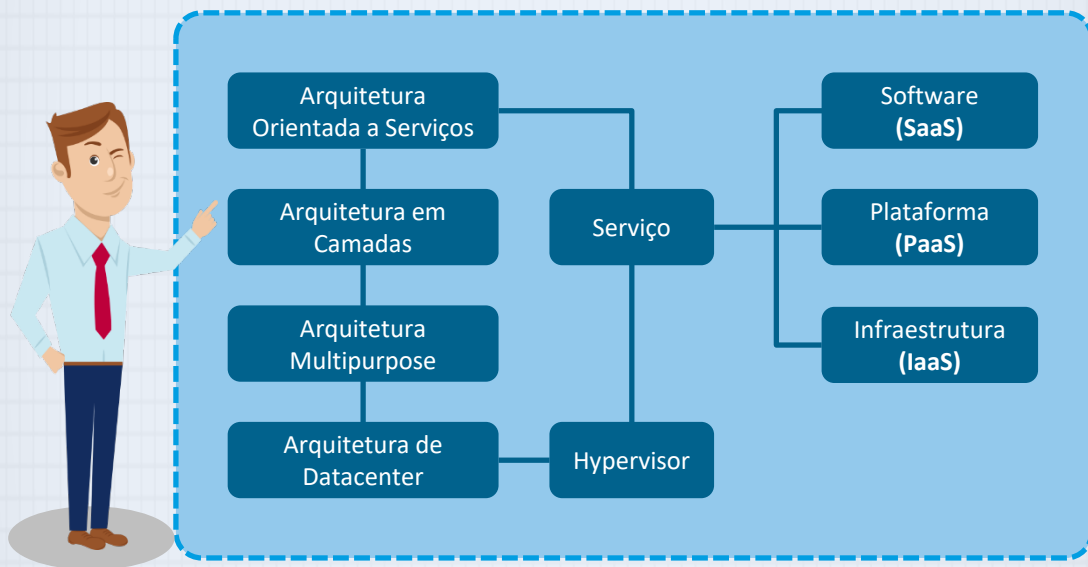 Arquitetura
Orientada a Serviços
Arquitetura em
Camadas
Arquitetura
Multipurpose
Arquitetura de
Datacenter
Serviço
Hypervisor
Software
(SaaS)
Plataforma
(PaaS)
Infraestrutura
(IaaS)